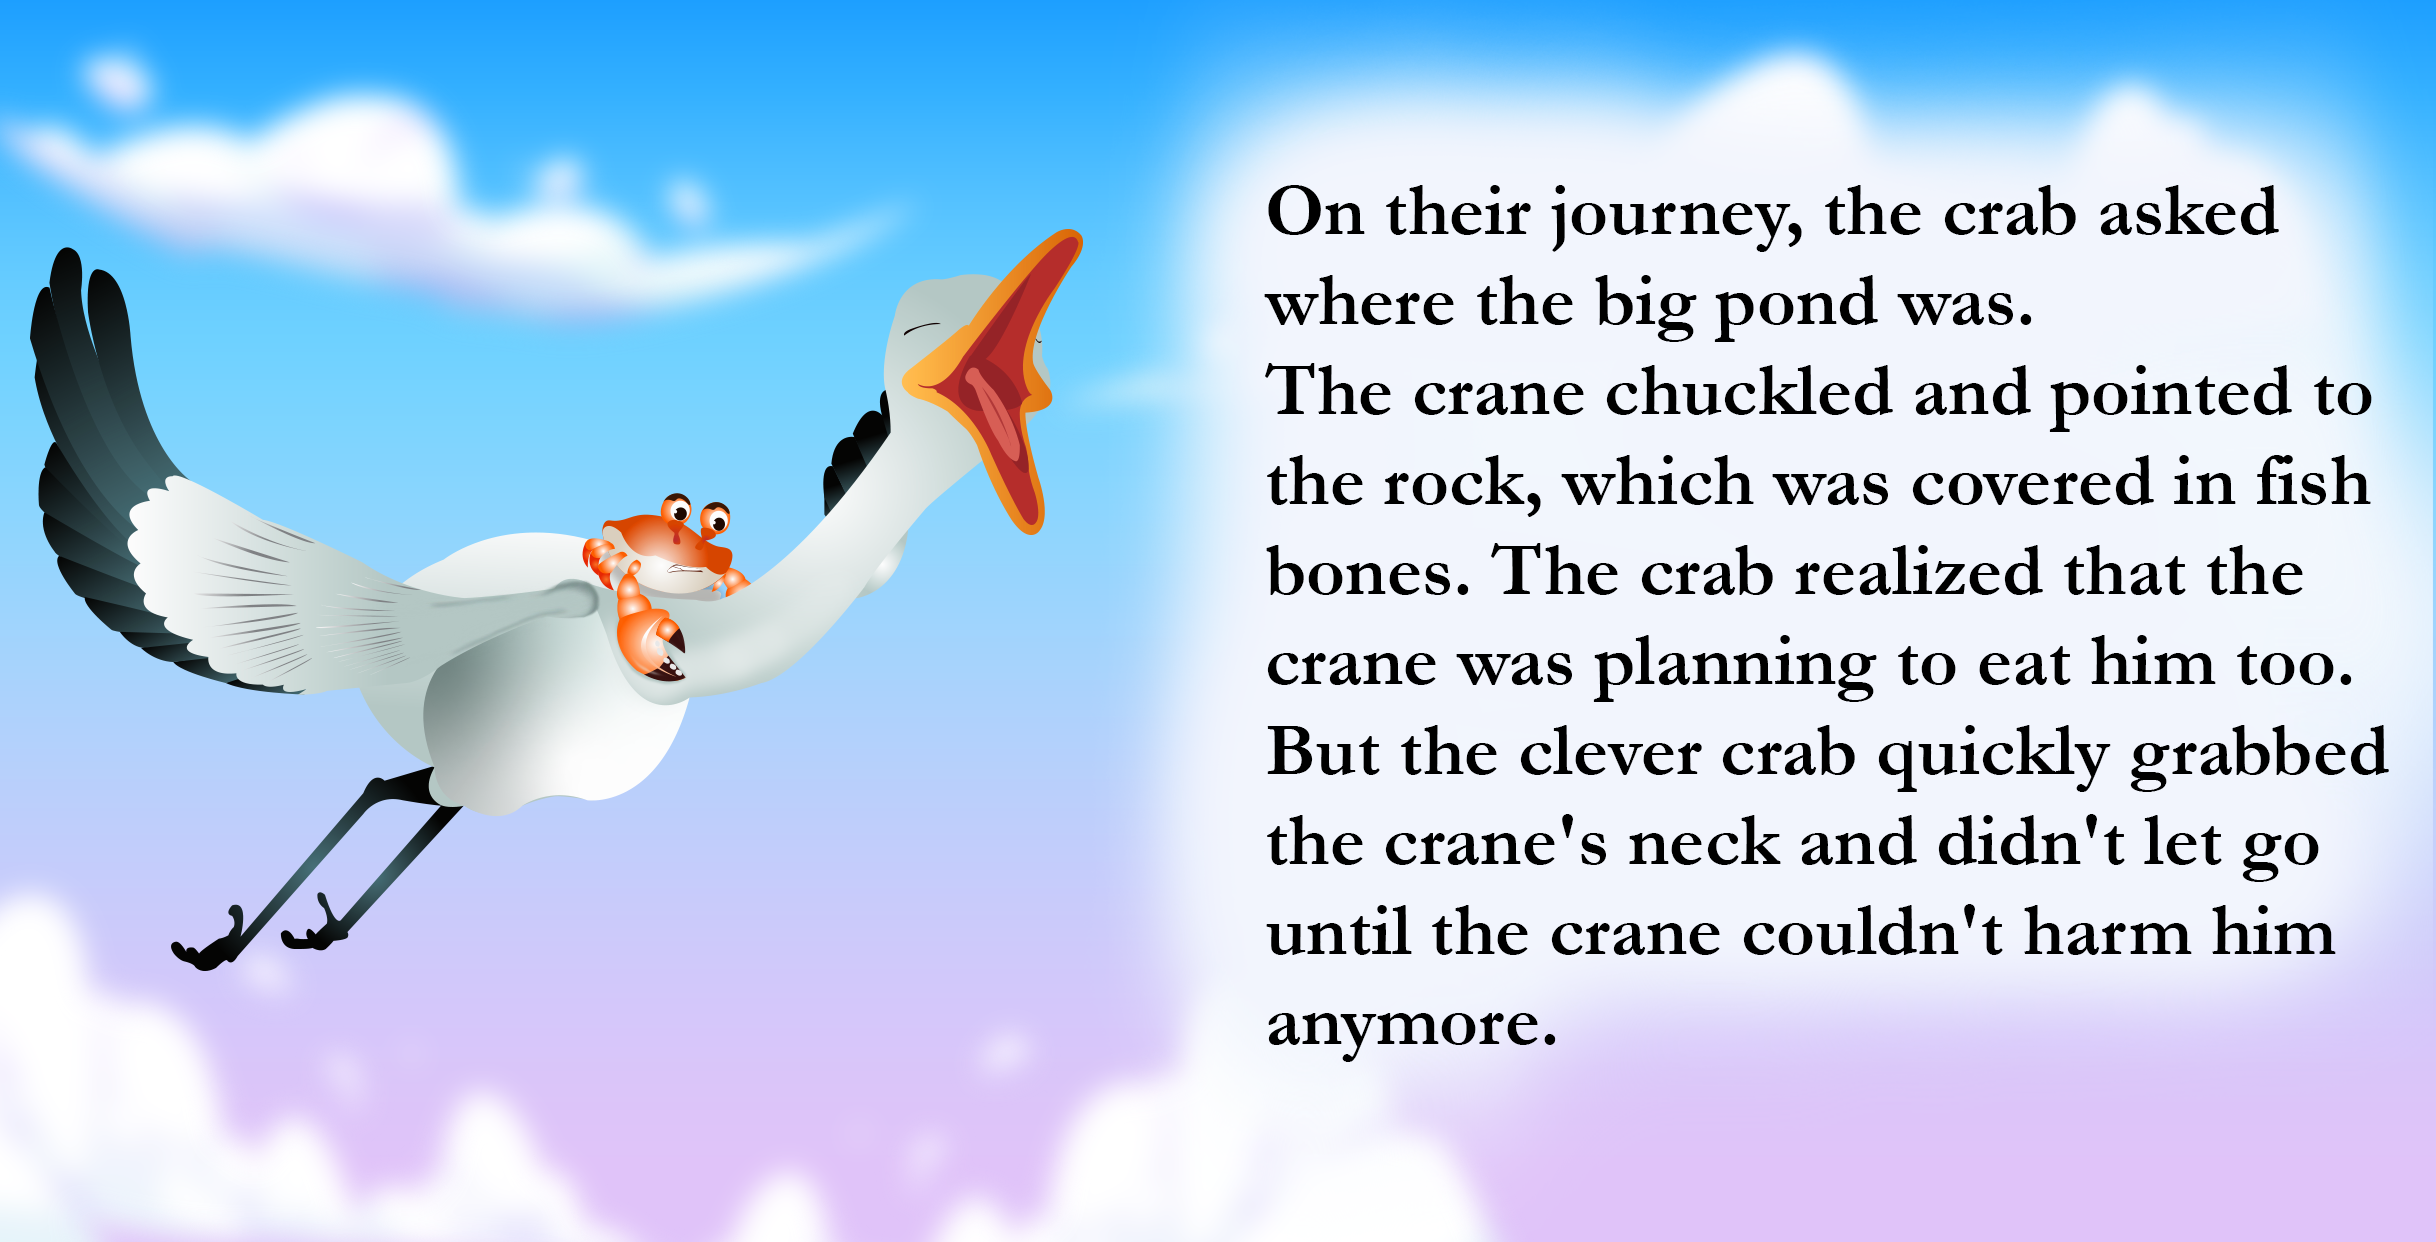 On their journey, the crab asked
where the big pond was.
The crane chuckled and pointed to
the rock, which was covered in fish
bones. The crab realized that the
crane was planning to eat him too.
But the clever crab quickly grabbed
the crane's neck and didn't let go
until the crane couldn't harm him
anymore.